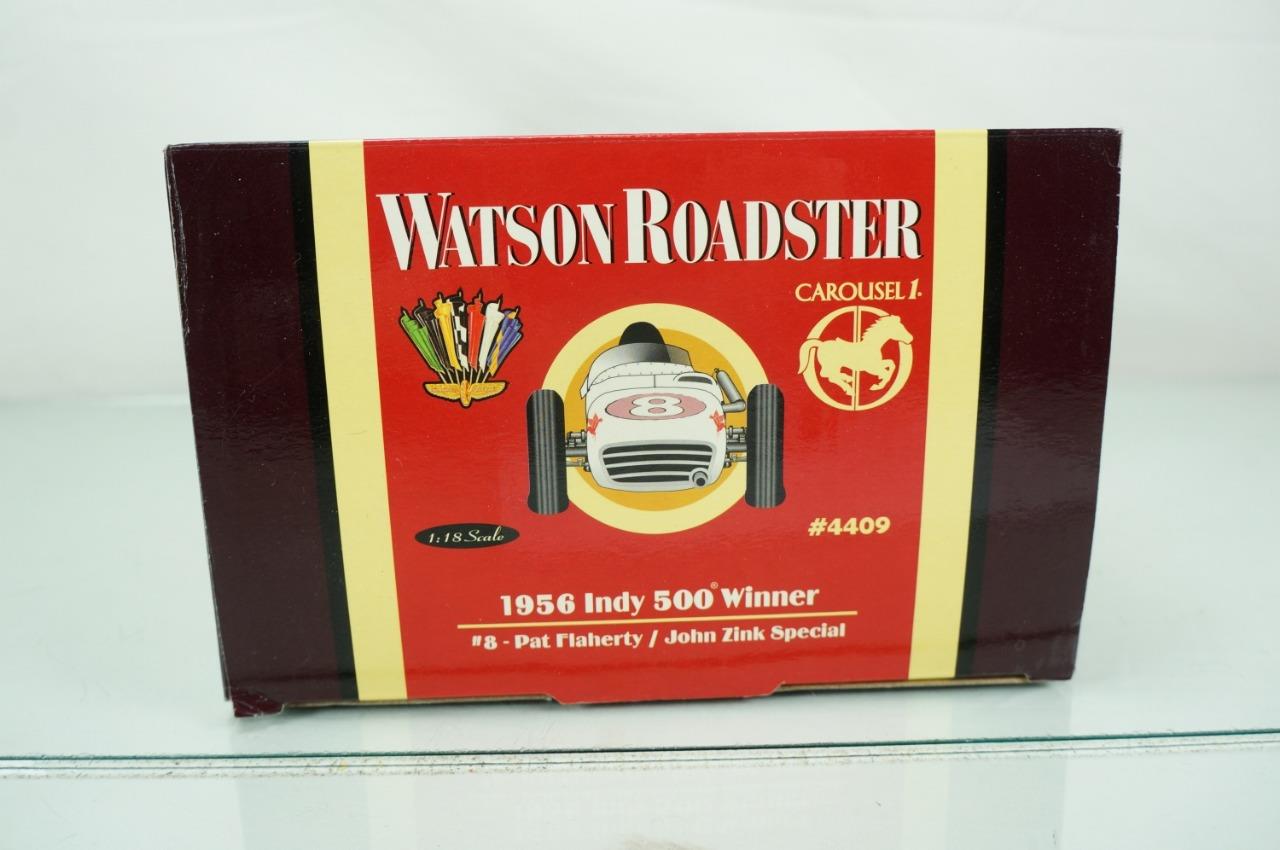 WATSON ROADSTER
CAROUSEL 1.
8
1:18 Scale
#4409
1956 Indy 500® Winner
#8 - Pat Flaherty / John Zink Special